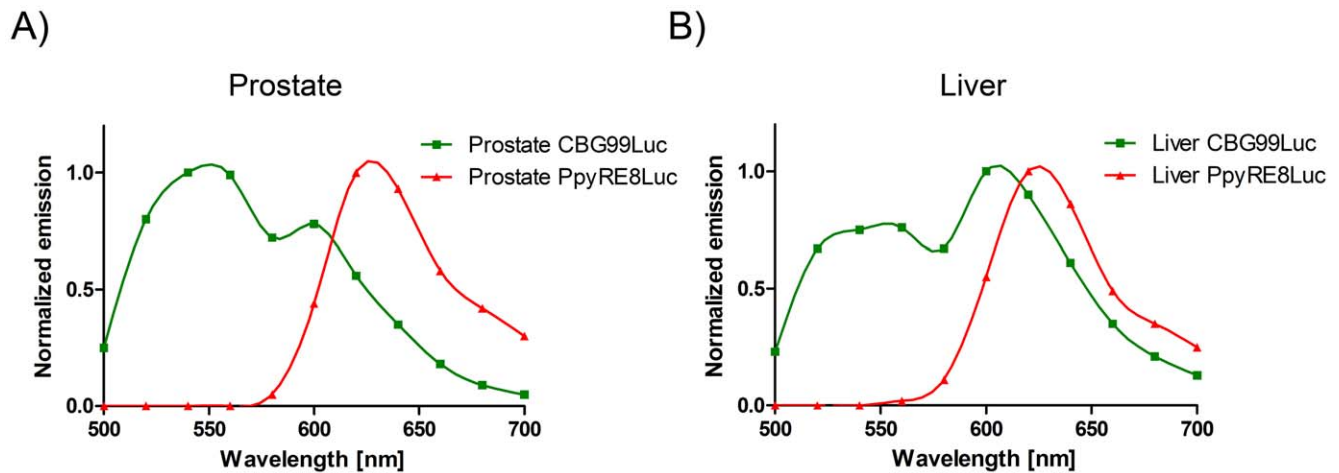 A)
Prostate
Prostate CBG99Luc
Prostate PpyRE8Luc
Normalized emission
1.0
0.5
0.0
500 550 600 650 700
Wavelength [nm]
B)
Liver
Liver CBG99Luc
Liver PpyRE8Luc
Normalized emission
1.0
0.5
0.0
500 550 600 650 700
Wavelength [nm]